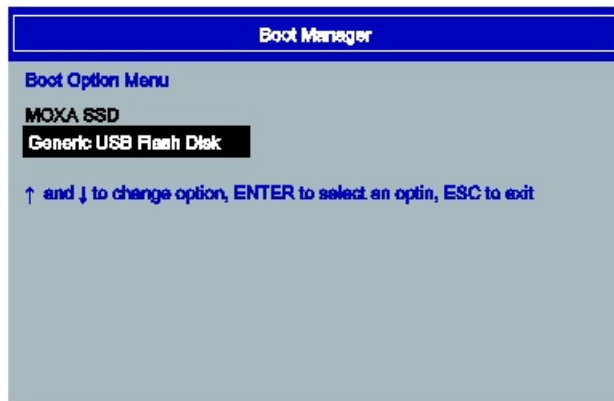 Boot Manager
Boot Option Menu
MOXA SSD
Generic USB Flash Disk
↑ and ↓ to change option, ENTER to select an optin, ESC to exit